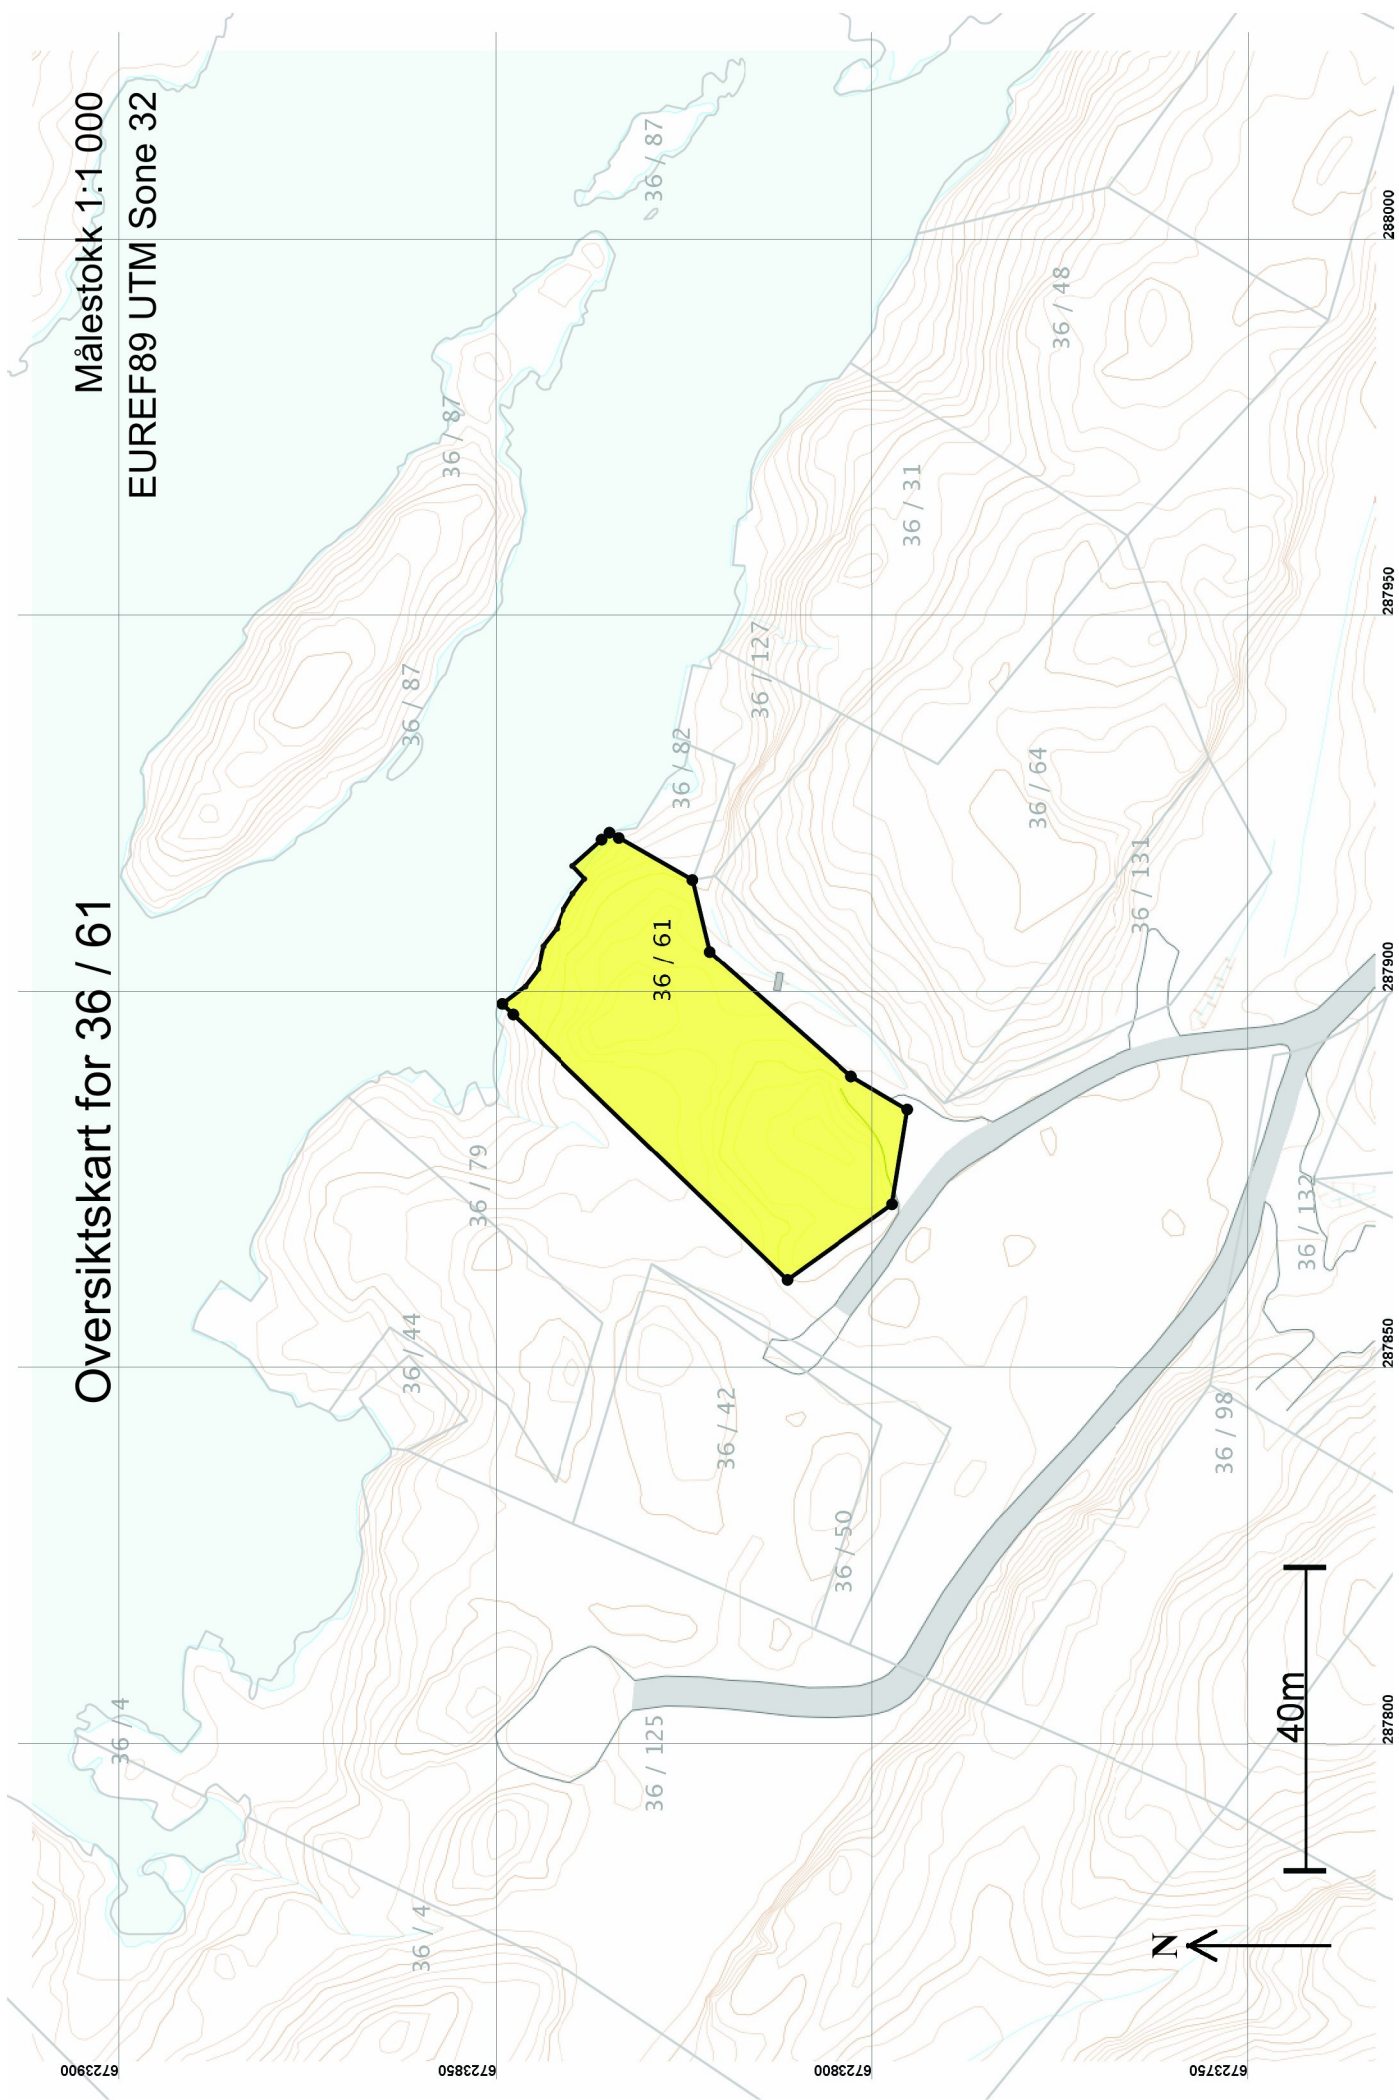 Oversiktskart for 36 / 61
Målestokk 1:1 000
EUREF89 UTM Sone 32
36 / 4
36 / 4
36 / 125
36 / 44
36 / 79
36 / 42
36 / 50
36 / 61
36 / 87
36 / 87
36 / 87
36 / 82
36 / 127
36 / 31
36 / 48
36 / 64
36 / 131
36 / 132
36 / 98
N
40m
6723900
6723850
6723800
6723750
287800
287850
287900
287950
288000